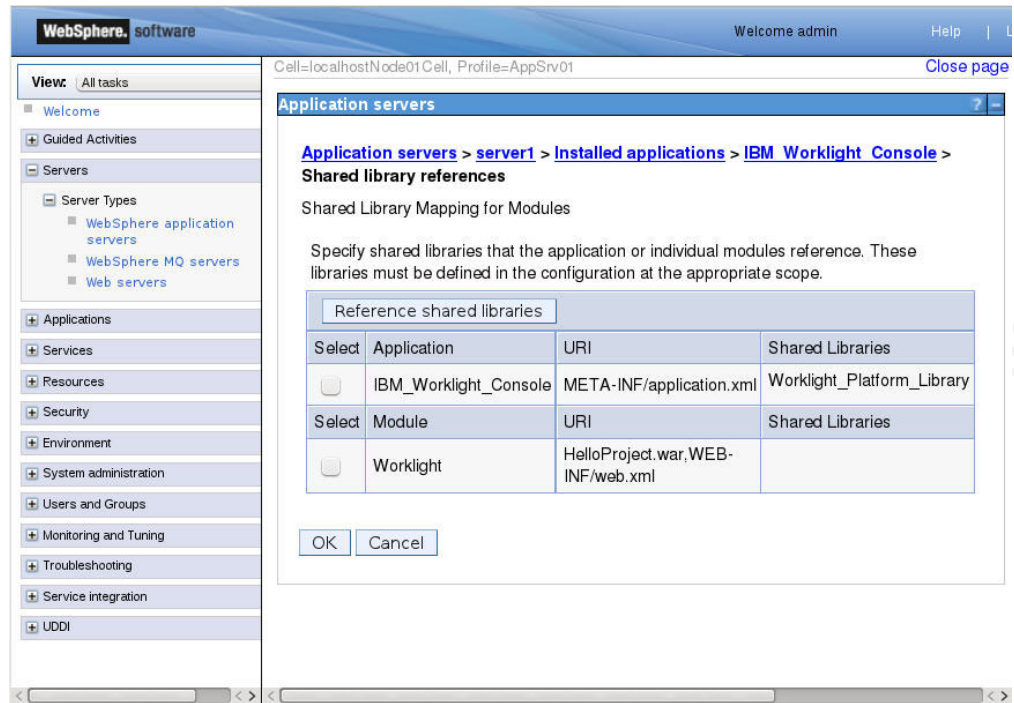 WebSphere. software
Welcome admin
Help | L
View: All tasks
Welcome
Guided Activities
Servers
Server Types
WebSphere application
servers
WebSphere MQ servers
Web servers
Applications
Services
Resources
Security
Environment
System administration
Users and Groups
Monitoring and Tuning
Troubleshooting
Service integration
UDDI
Cell=localhostNode01Cell, Profile=AppSrv01
Close page
Application servers
? -
Application servers > server1 > Installed applications > IBM_Worklight_Console >
Shared library references
Shared Library Mapping for Modules
Specify shared libraries that the application or individual modules reference. These
libraries must be defined in the configuration at the appropriate scope.
Reference shared libraries
Select Application URI Shared Libraries
IBM_Worklight_Console META-INF/application.xml Worklight_Platform_Library
Select Module URI Shared Libraries
Worklight HelloProject.war,WEB-
INF/web.xml
OK Cancel